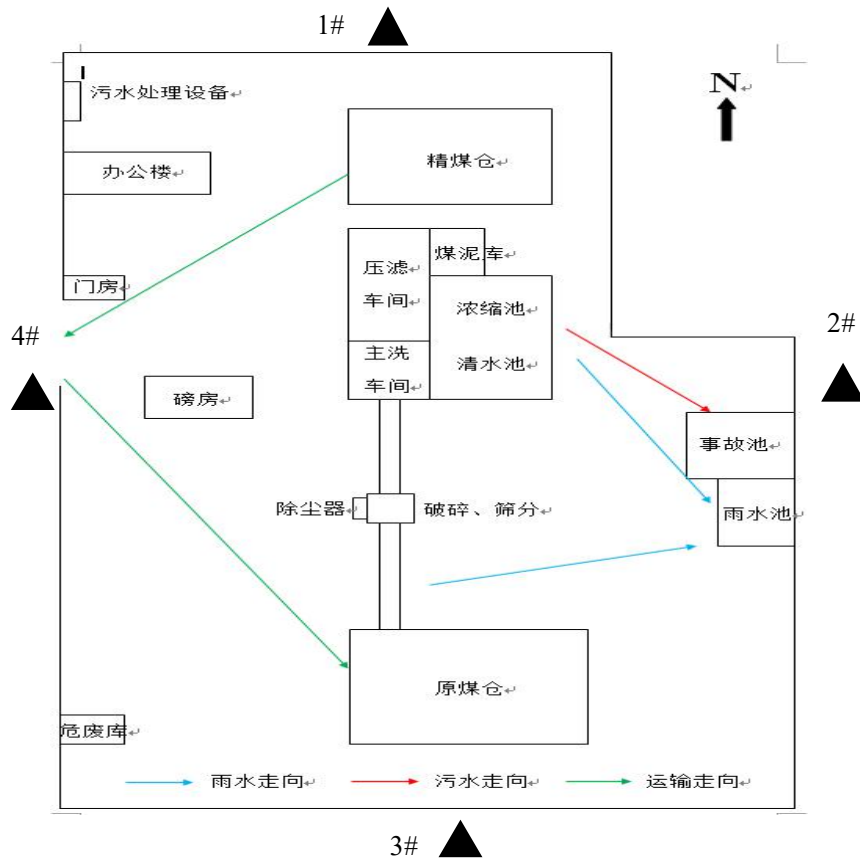 1#
污水处理设备
N
办公楼
精煤仓
压滤
车间
煤泥库
门房
浓缩池
4#
2#
主洗
车间
清水池
磅房
事故池
除尘器
破碎、筛分
雨水池
原煤仓
危废库
雨水走向
污水走向
运输走向
3#